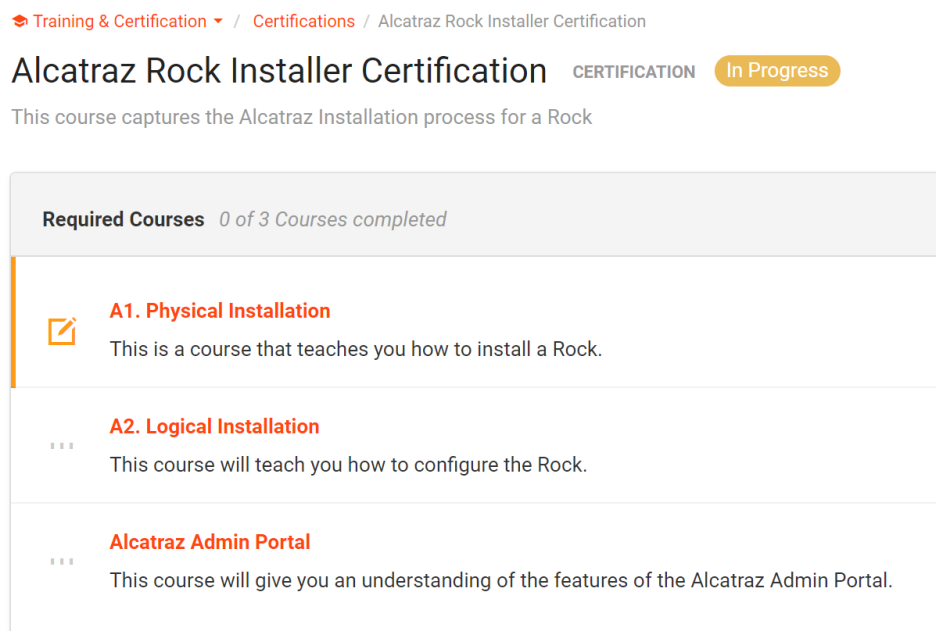 Training & Certification / Certifications / Alcatraz Rock Installer Certification
Alcatraz Rock Installer Certification CERTIFICATION In Progress
This course captures the Alcatraz Installation process for a Rock
Required Courses 0 of 3 Courses completed
A1. Physical Installation
This is a course that teaches you how to install a Rock.
A2. Logical Installation
This course will teach you how to configure the Rock.
Alcatraz Admin Portal
This course will give you an understanding of the features of the Alcatraz Admin Portal.